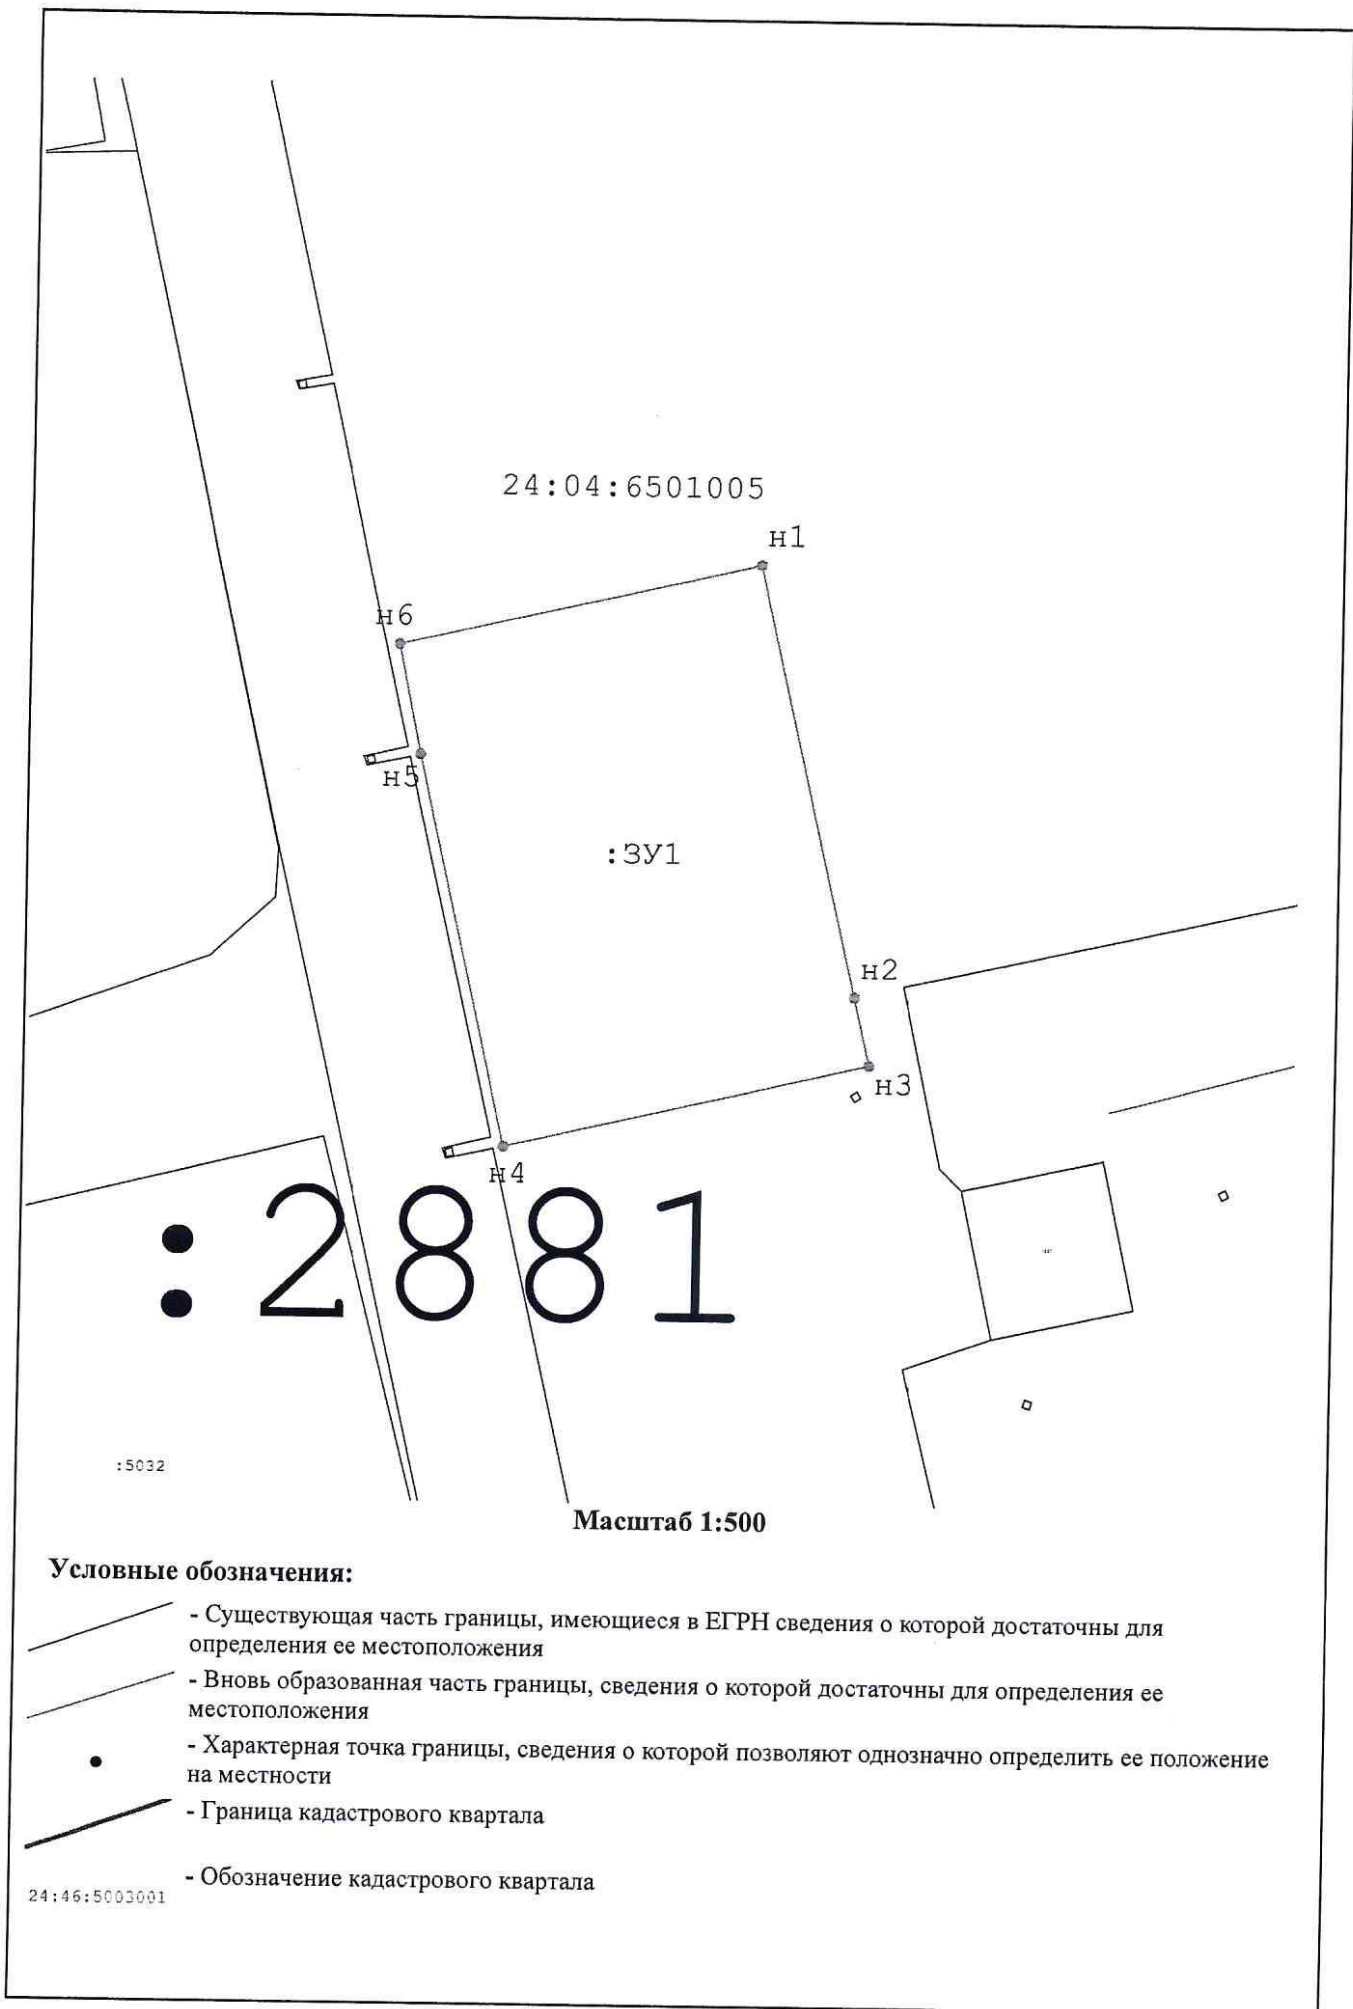 24:04:6501005
н1
н6
н5
:ЗУ1
н2
н3
н4
:2881
:5032
Масштаб 1:500
Условные обозначения:
- Существующая часть границы, имеющиеся в ЕГРН сведения о которой достаточны для
определения ее местоположения
- Вновь образованная часть границы, сведения о которой достаточны для определения ее
местоположения
- Характерная точка границы, сведения о которой позволяют однозначно определить ее положение
на местности
- Граница кадастрового квартала
- Обозначение кадастрового квартала
24:46:5003001